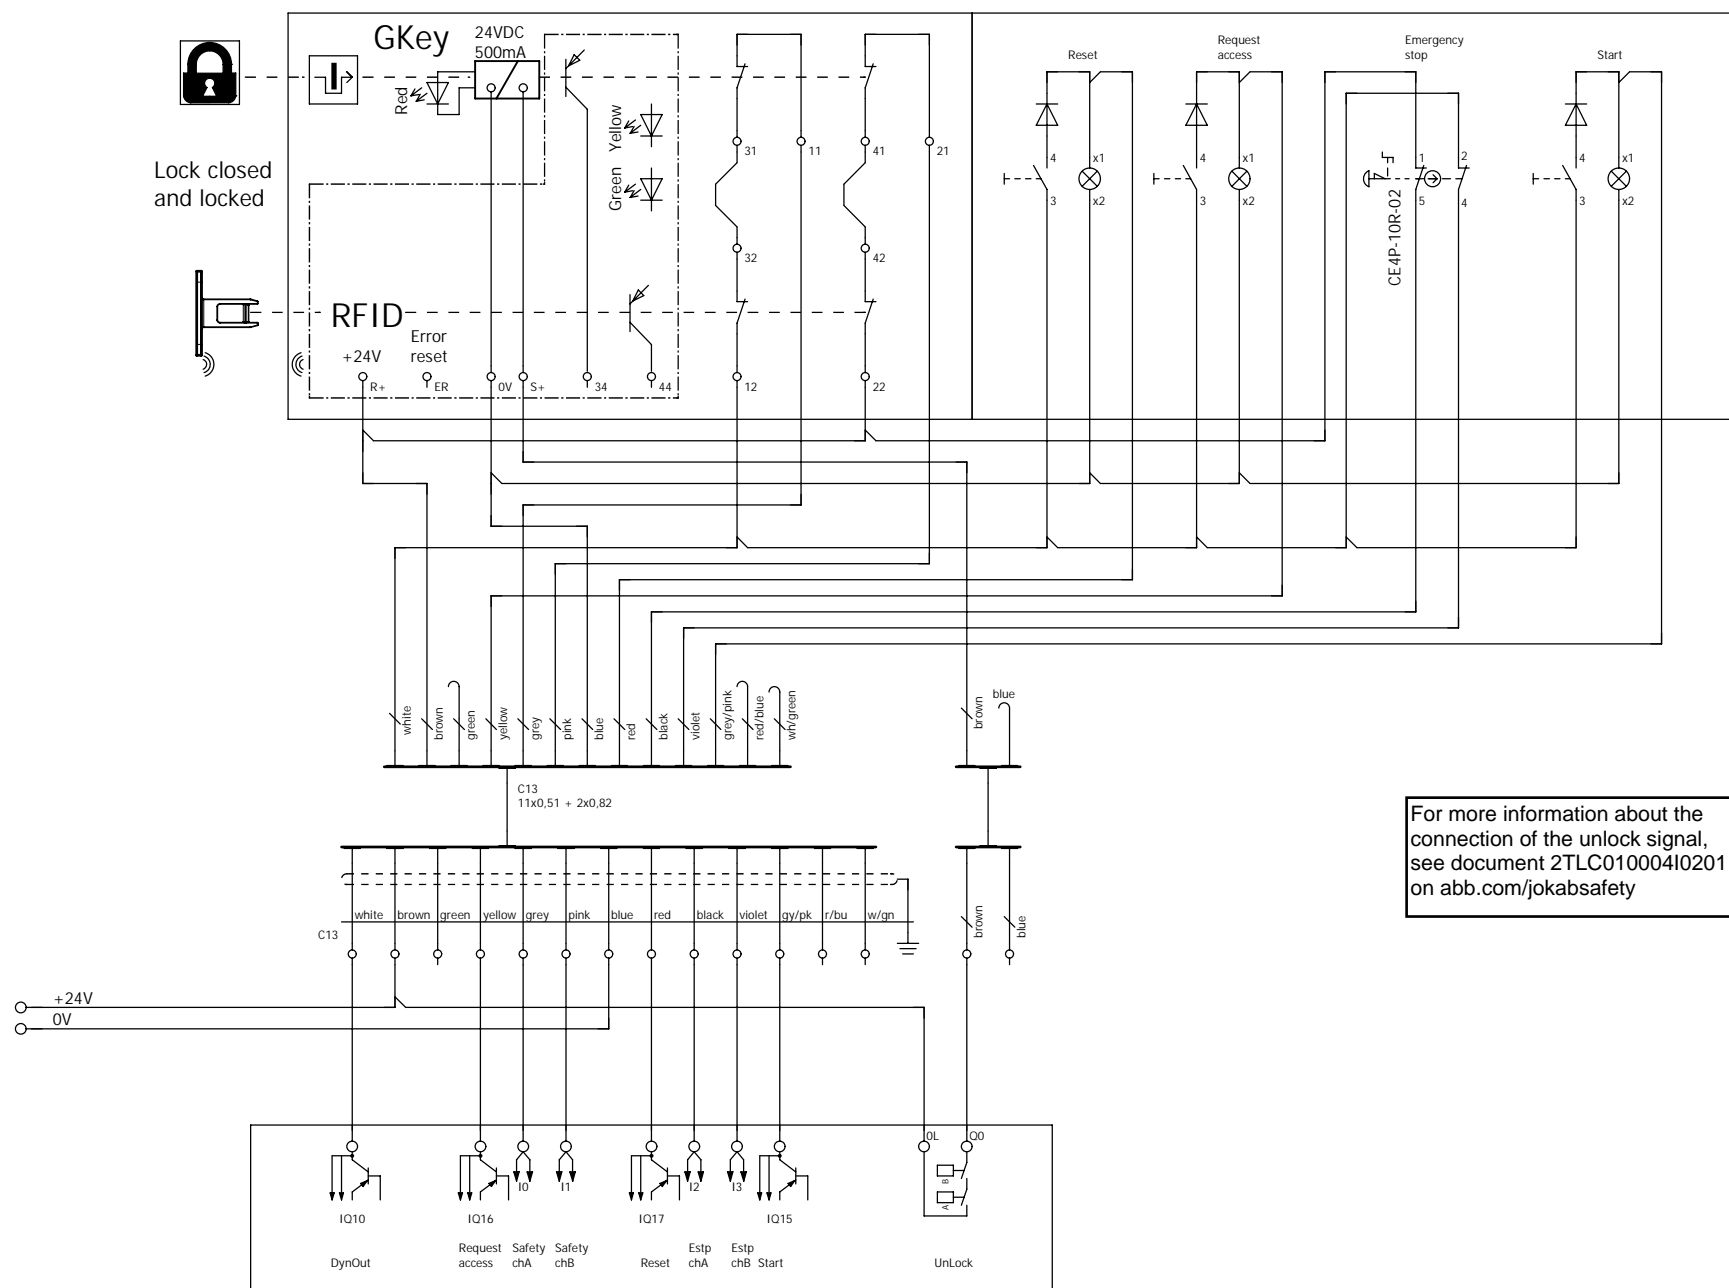 GKey
24VDC
500mA
Red
Yellow
Green
Lock closed
and locked
RFID
+24V
Error
reset
R+
ER
0V
S+
34
44
31
11
41
21
32
42
12
22
Reset
Request
access
Emergency
stop
Start
4
x1
3
x2
4
x1
3
x2
1
2
5
4
CE4P-10R-02
4
x1
3
x2
white
brown
green
yellow
grey
pink
blue
red
black
violet
grey/pink
red/blue
wh/green
brown
blue
C13
11x0,51 + 2x0,82
white
brown
green
yellow
grey
pink
blue
red
black
violet
gy/pk
r/bu
w/gn
C13
brown
blue
+24V
0V
0L
Q0
B
A
I0
I1
I2
I3
IQ10
IQ16
IQ17
IQ15
DynOut
Request
access
Safety
chA
Safety
chB
Reset
Estp
chA
Estp
chB
Start
UnLock
For more information about the
connection of the unlock signal,
see document 2TLC010004I0201
on abb.com/jokabsafety